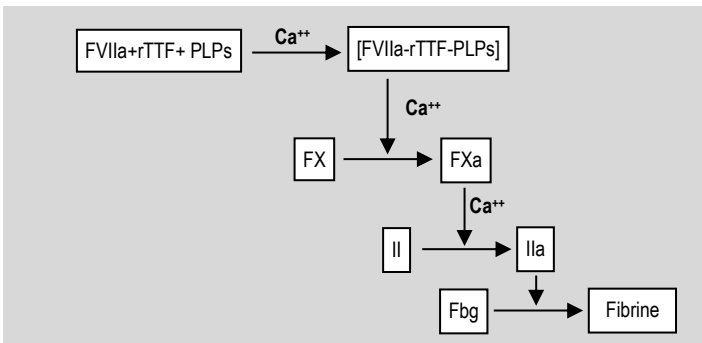 FVIIa+rTTF+ PLPs
Ca++
[FVIIa-rTTF-PLPs]
Ca++
FX
FXa
Ca++
II
IIa
Fbg
Fibrine